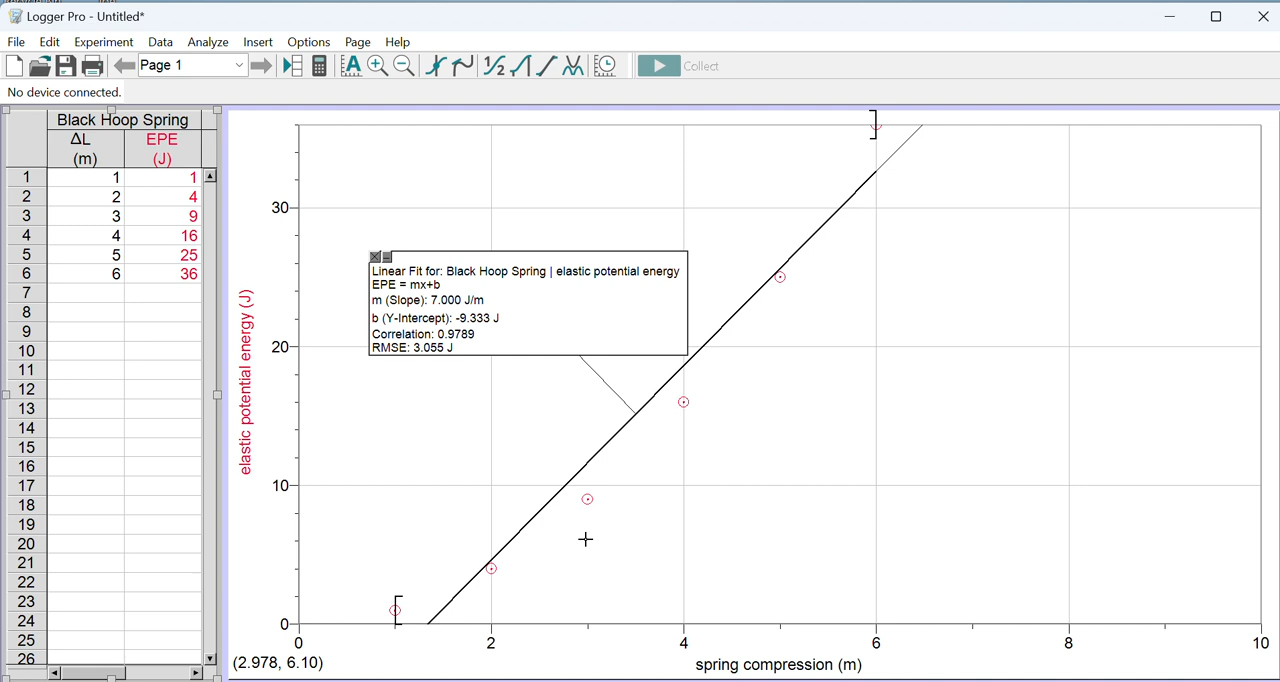 Logger Pro - Untitled*
File Edit Experiment Data Analyze Insert Options Page Help
Page 1
½
Collect
No device connected.
Black Hoop Spring
ΔL EPE
(m) (J)
1 1 1
2 2 4
3 3 9
4 4 16
5 5 25
6 6 36
7
8
9
10
11
12
13
14
15
16
17
18
19
20
21
22
23
24
25
26
elastic potential energy (J)
30
20
10
0
Linear Fit for: Black Hoop Spring | elastic potential energy
EPE = mx+b
m (Slope): 7.000 J/m
b (Y-Intercept): -9.333 J
Correlation: 0.9789
RMSE: 3.055 J
0 2 4 6 8 10
(2.978, 6.10)
spring compression (m)